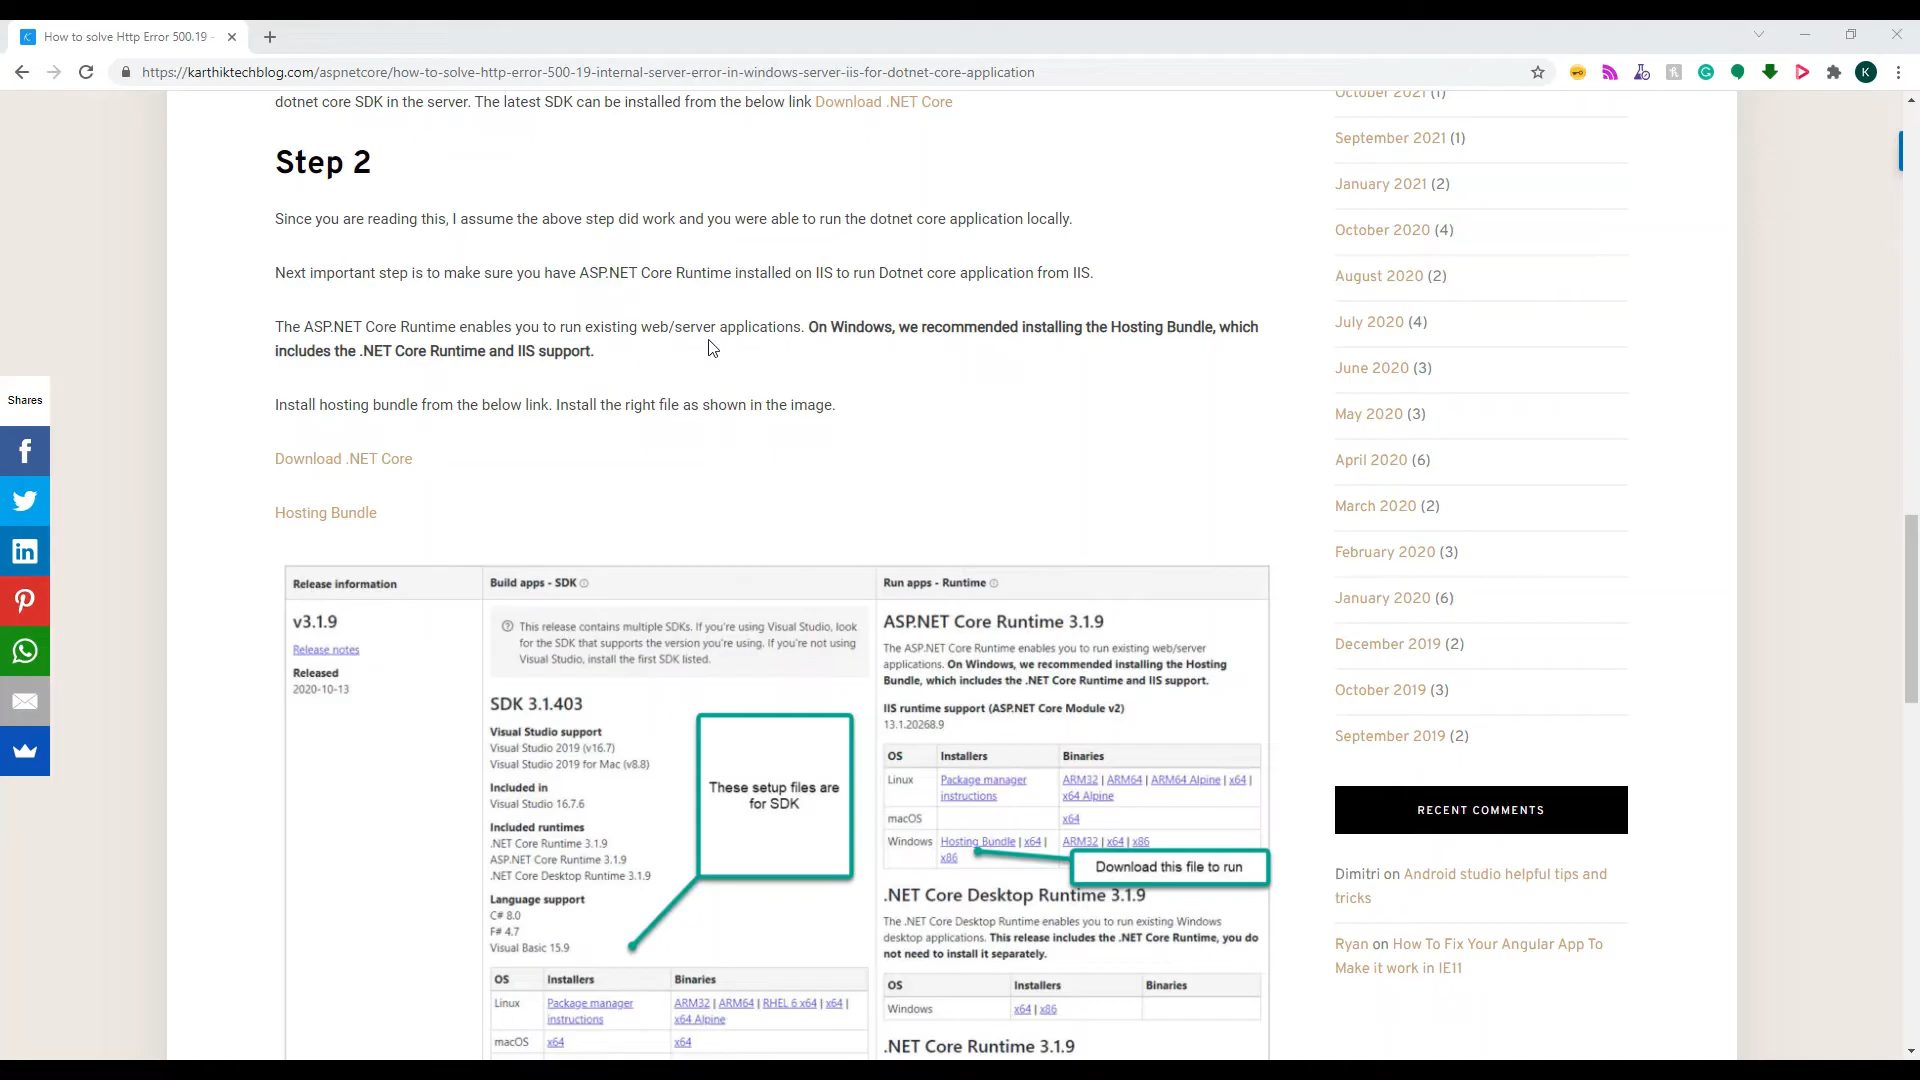 How to solve Http Error 500.19 -
https://karthiktechblog.com/aspnetcore/how-to-solve-http-error-500-19-internal-server-error-in-windows-server-iis-for-dotnet-core-application
K
dotnet core SDK in the server. The latest SDK can be installed from the below link Download .NET Core
Step 2
Since you are reading this, I assume the above step did work and you were able to run the dotnet core application locally.
Next important step is to make sure you have ASP.NET Core Runtime installed on IIS to run Dotnet core application from IIS.
The ASP.NET Core Runtime enables you to run existing web/server applications. On Windows, we recommended installing the Hosting Bundle, which
includes the .NET Core Runtime and IIS support.
Install hosting bundle from the below link. Install the right file as shown in the image.
Download .NET Core
Hosting Bundle
Shares
Release information
v3.1.9
Release notes
Released
2020-10-13
Build apps - SDK
This release contains multiple SDKs. If you're using Visual Studio, look
for the SDK that supports the version you're using. If you're not using
Visual Studio, install the first SDK listed.
SDK 3.1.403
Visual Studio support
Visual Studio 2019 (v16.7)
Visual Studio 2019 for Mac (v8.8)
Included in
Visual Studio 16.7.6
Included runtimes
.NET Core Runtime 3.1.9
ASP.NET Core Runtime 3.1.9
.NET Core Desktop Runtime 3.1.9
Language support
C# 8.0
F# 4.7
Visual Basic 15.9
These setup files are
for SDK
OS Installers Binaries
Linux Package manager instructions ARM32 | ARM64 | RHEL 6 x64 | x64 |
x64 Alpine
macOS x64 x64
Run apps - Runtime
ASP.NET Core Runtime 3.1.9
The ASP.NET Core Runtime enables you to run existing web/server
applications. On Windows, we recommended installing the Hosting
Bundle, which includes the .NET Core Runtime and IIS support.
IIS runtime support (ASP.NET Core Module v2)
13.1.20268.9
OS Installers Binaries
Linux Package manager instructions ARM32 | ARM64 | ARM64 Alpine | x64 |
x64 Alpine
macOS x64
Windows Hosting Bundle | x64 | x86 ARM32 | x64 | x86
Download this file to run
.NET Core Desktop Runtime 3.1.9
The .NET Core Desktop Runtime enables you to run existing Windows
desktop applications. This release includes the .NET Core Runtime, you do
not need to install it separately.
OS Installers Binaries
Windows x64 | x86
.NET Core Runtime 3.1.9
October 2021 (1)
September 2021 (1)
January 2021 (2)
October 2020 (4)
August 2020 (2)
July 2020 (4)
June 2020 (3)
May 2020 (3)
April 2020 (6)
March 2020 (2)
February 2020 (3)
January 2020 (6)
December 2019 (2)
October 2019 (3)
September 2019 (2)
RECENT COMMENTS
Dimitri on Android studio helpful tips and
tricks
Ryan on How To Fix Your Angular App To
Make it work in IE11